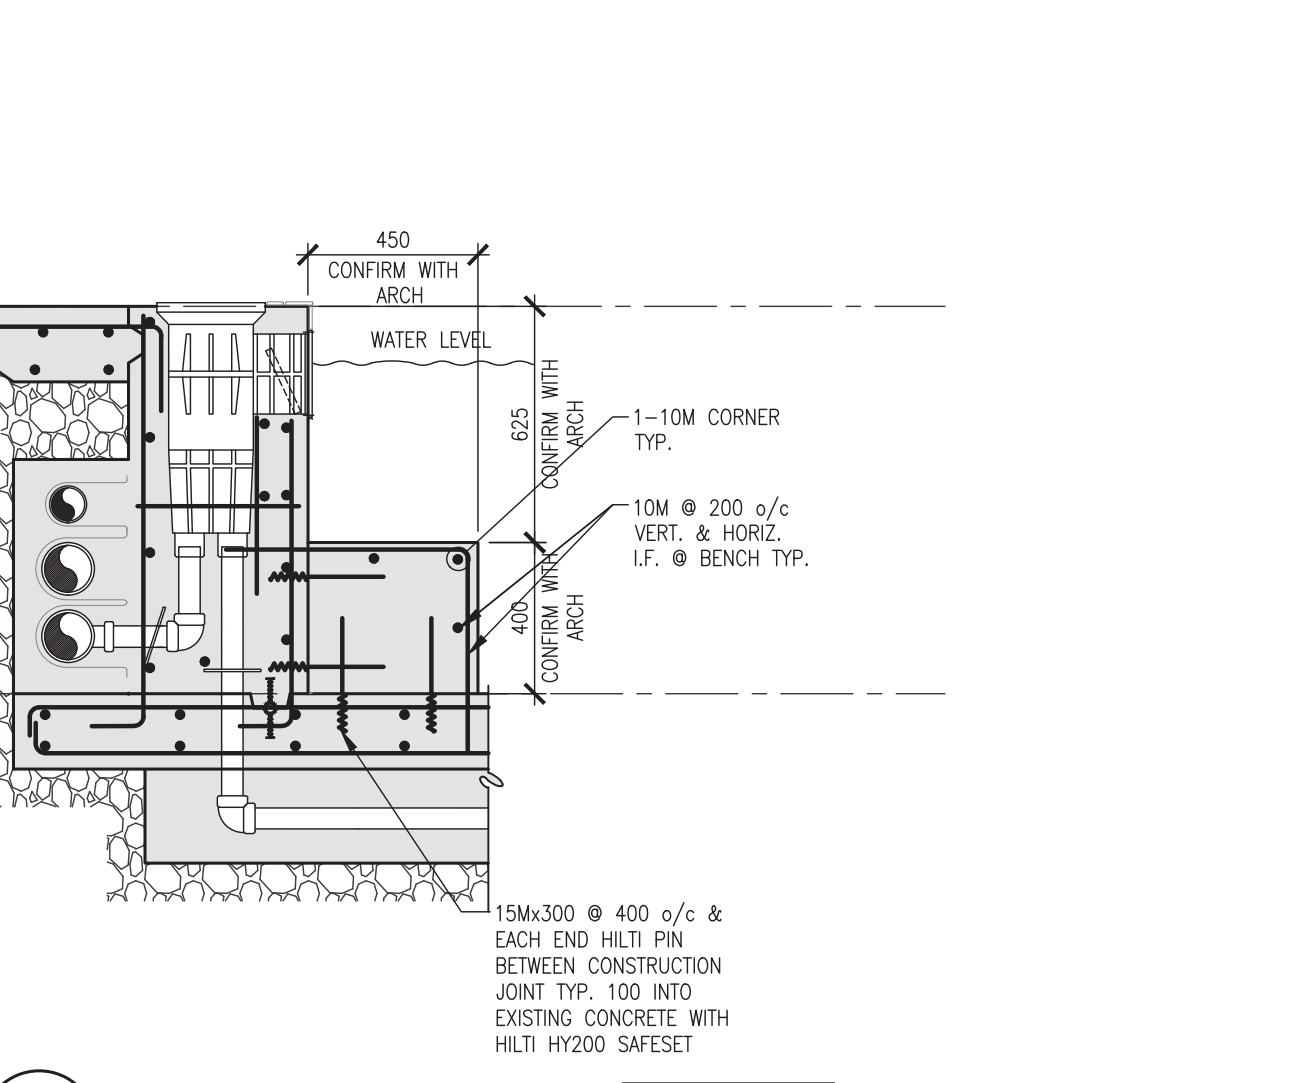 450
CONFIRM WITH
ARCH
WATER LEVEL
625
CONFIRM WITH
ARCH
1-10M CORNER
TYP.
10M @ 200 o/c
VERT. & HORIZ.
I.F. @ BENCH TYP.
400
CONFIRM WITH
ARCH
15Mx300 @ 400 o/c &
EACH END HILTI PIN
BETWEEN CONSTRUCTION
JOINT TYP. 100 INTO
EXISTING CONCRETE WITH
HILTI HY200 SAFESET